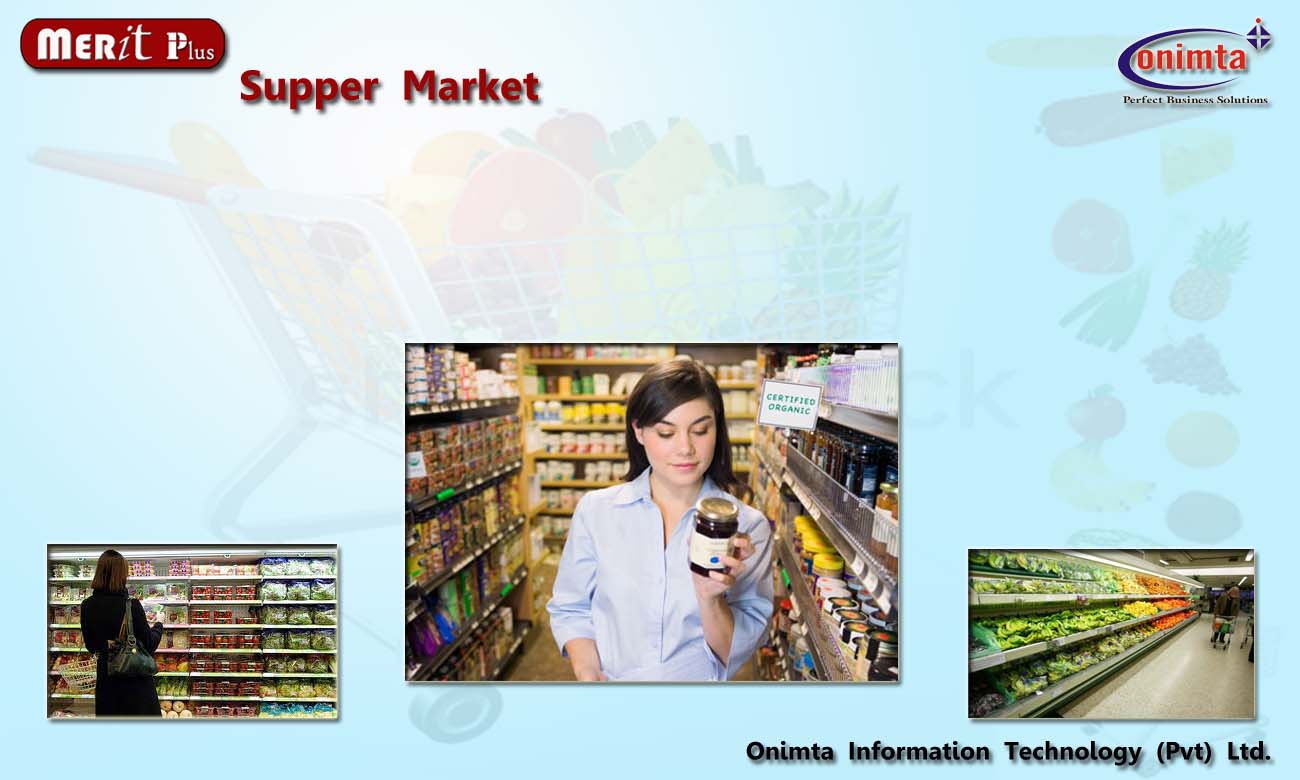 MERit Plus
onimta
Perfect Business Solutions
Supper Market
CERTIFIED
ORGANIC
Onimta Information Technology (Pvt) Ltd.